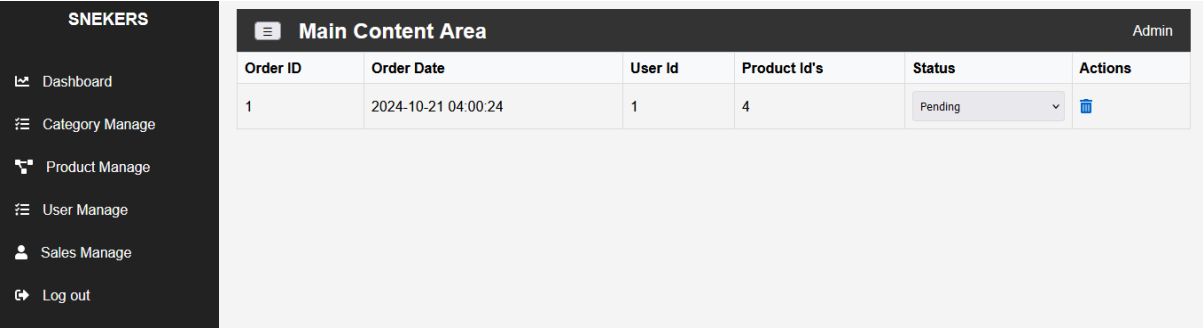 SNEKERS
Dashboard
Category Manage
Product Manage
User Manage
Sales Manage
Log out
Main Content Area Admin
Order ID Order Date User Id Product Id's Status Actions
1 2024-10-21 04:00:24 1 4 Pending